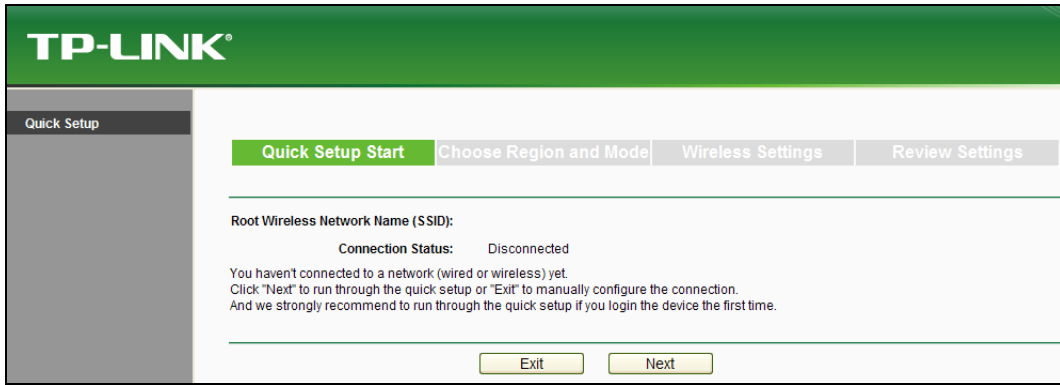 TP-LINK®
Quick Setup
Quick Setup Start Choose Region and Mode Wireless Settings Review Settings
Root Wireless Network Name (SSID):
Connection Status: Disconnected
You haven't connected to a network (wired or wireless) yet.
Click "Next" to run through the quick setup or "Exit" to manually configure the connection.
And we strongly recommend to run through the quick setup if you login the device the first time.
Exit Next